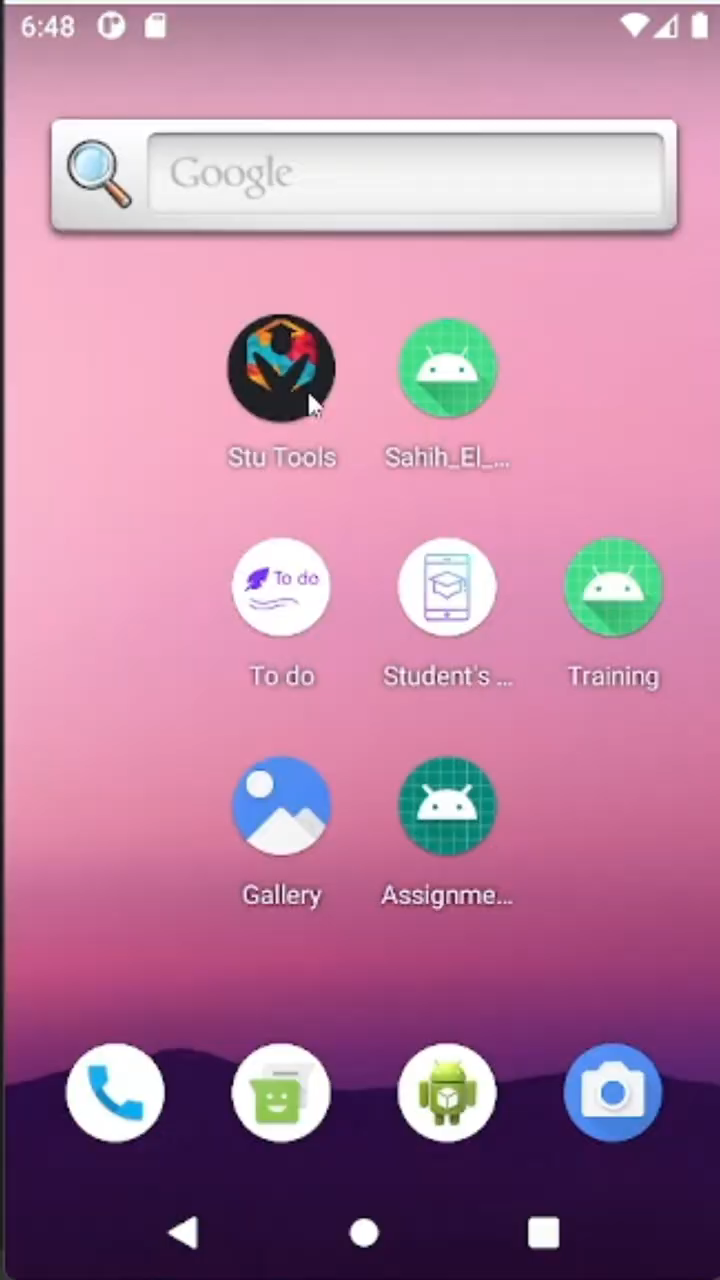 6:48
Google
Stu Tools
Sahih_El_...
To do
To do
Student's ...
Training
Gallery
Assignme...